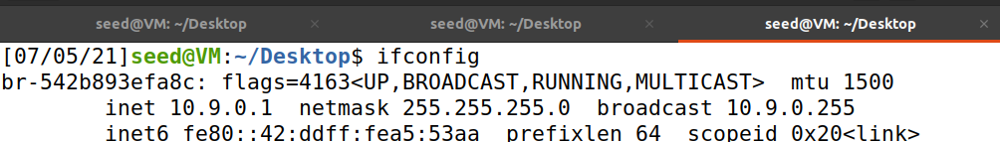 seed@VM: ~/Desktop × seed@VM: ~/Desktop × seed@VM: ~/Desktop ×
[07/05/21]seed@VM:~/Desktop$ ifconfig
br-542b893efa8c: flags=4163<UP,BROADCAST,RUNNING,MULTICAST>  mtu 1500
        inet 10.9.0.1  netmask 255.255.255.0  broadcast 10.9.0.255
        inet6 fe80::42:ddff:fea5:53aa  prefixlen 64  scopeid 0x20<link>